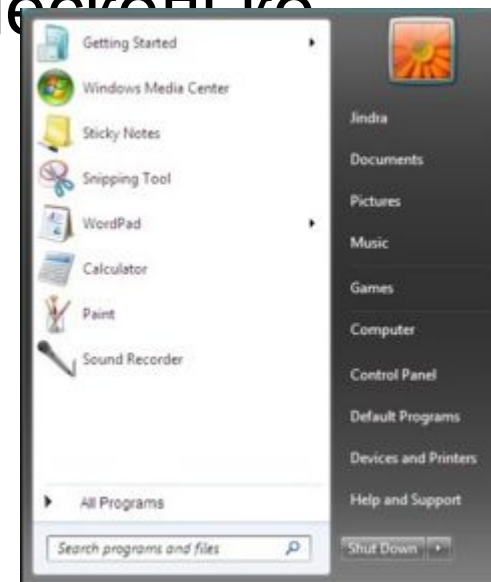 Getting Started
Windows Media Center
Sticky Notes
Snipping Tool
WordPad
Calculator
Paint
Sound Recorder
All Programs
Search programs and files
Jindra
Documents
Pictures
Music
Games
Computer
Control Panel
Default Programs
Devices and Printers
Help and Support
Shut Down